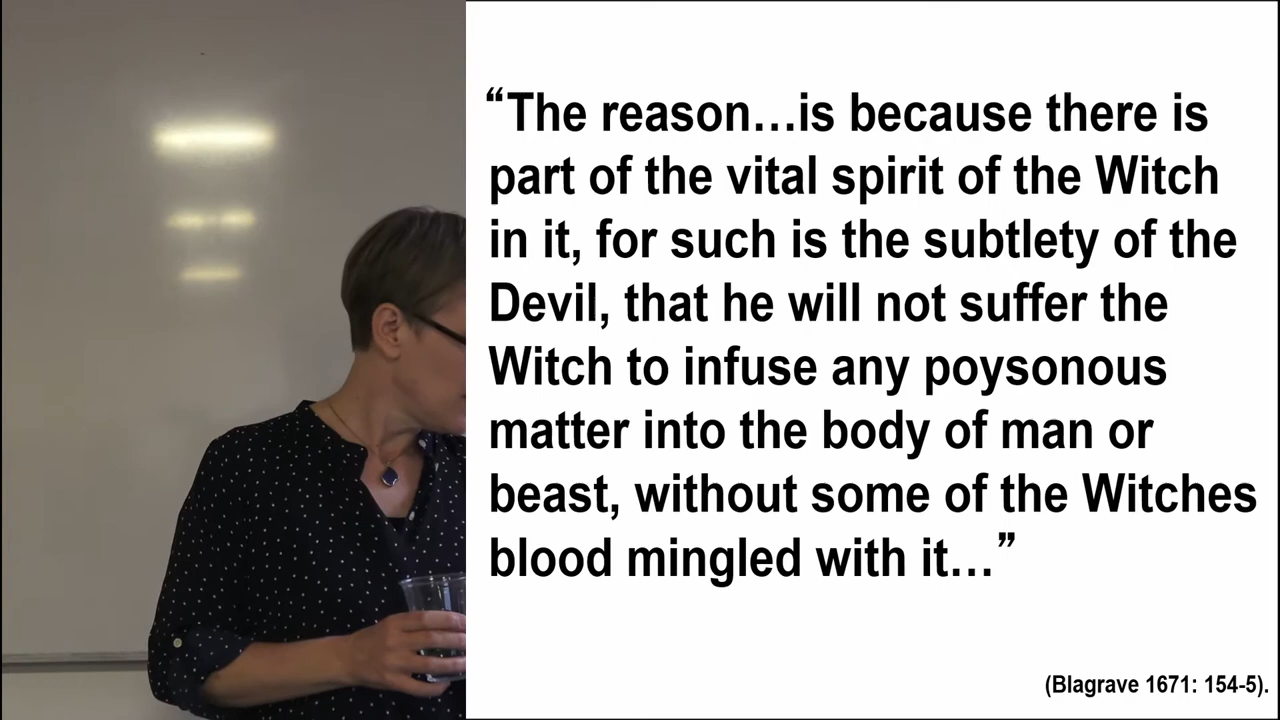 “The reason…is because there is
part of the vital spirit of the Witch
in it, for such is the subtlety of the
Devil, that he will not suffer the
Witch to infuse any poysonous
matter into the body of man or
beast, without some of the Witches
blood mingled with it…”
(Blagrave 1671: 154-5).